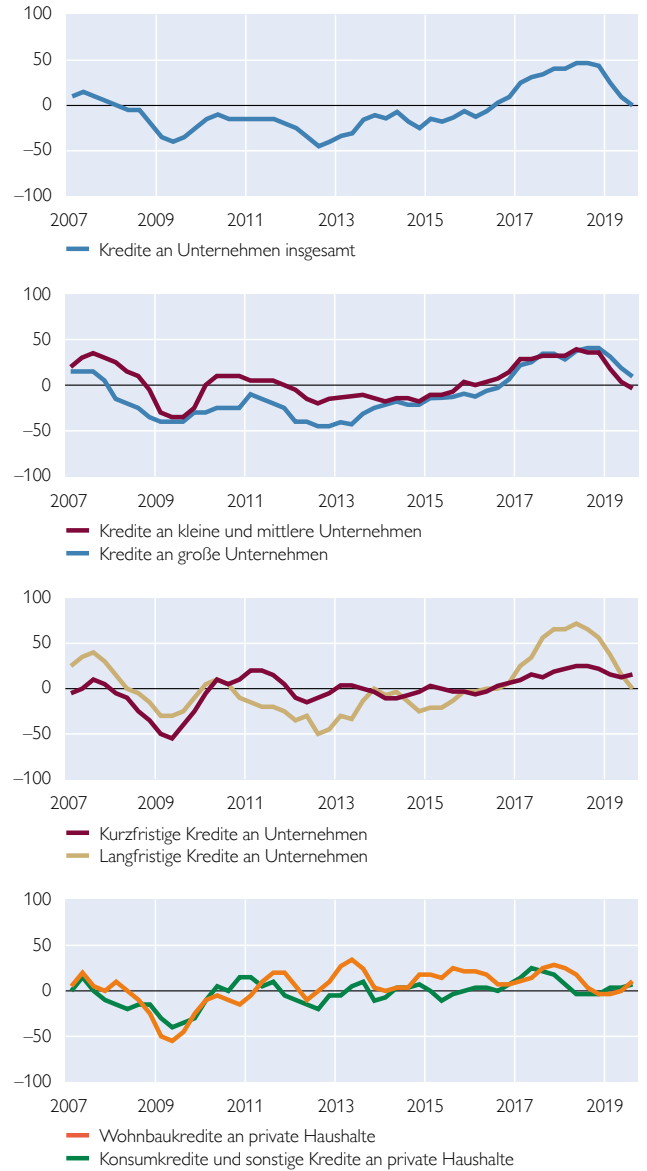 100
50
0
–50
–100
2007 2009 2011 2013 2015 2017 2019
Kredite an Unternehmen insgesamt
100
50
0
–50
–100
2007 2009 2011 2013 2015 2017 2019
Kredite an kleine und mittlere Unternehmen
Kredite an große Unternehmen
100
50
0
–50
–100
2007 2009 2011 2013 2015 2017 2019
Kurzfristige Kredite an Unternehmen
Langfristige Kredite an Unternehmen
100
50
0
–50
–100
2007 2009 2011 2013 2015 2017 2019
Wohnbaukredite an private Haushalte
Konsumkredite und sonstige Kredite an private Haushalte